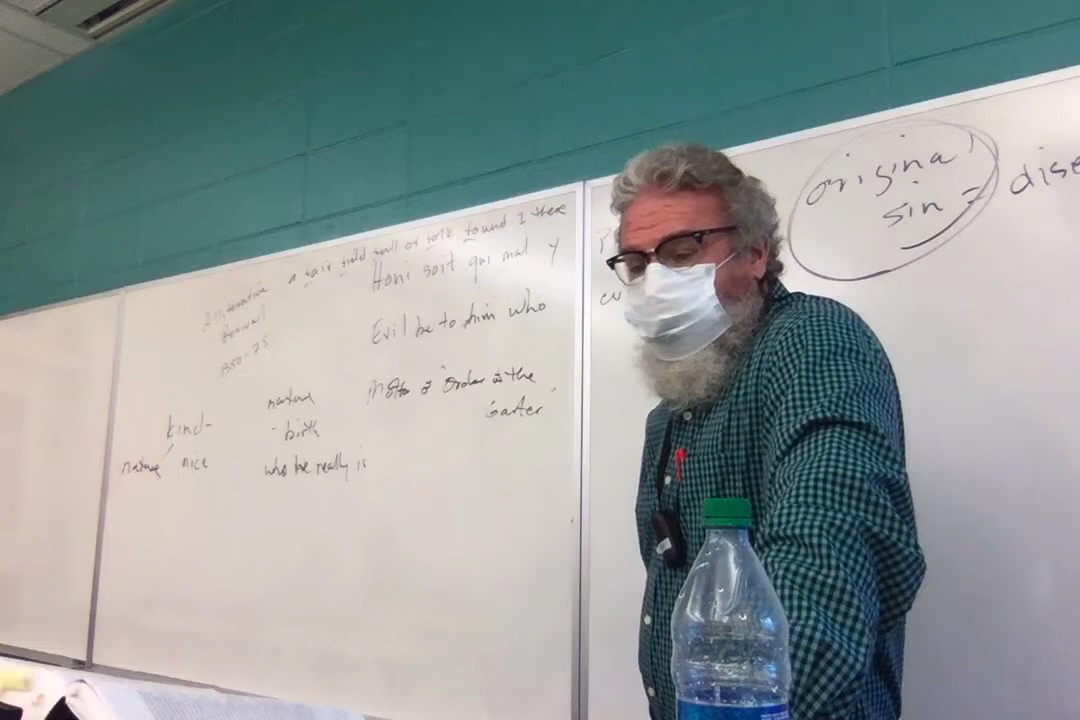 Alliterative
Revival
1350-75
a fair field full of folk found I there
Honi soit qui mal y
Evil be to him who
Motto of "Order of the
Garter"
kind-
nature nice
nature
- birth
who he really is
original
sin = dise